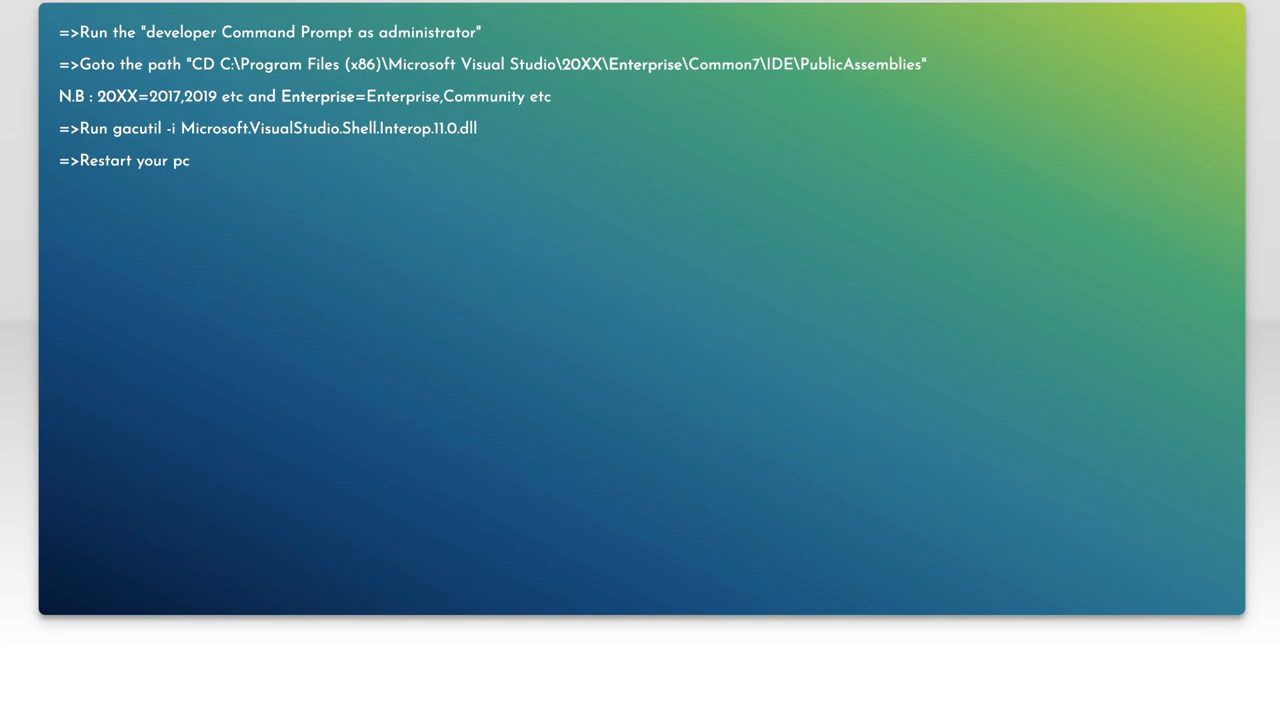 =>Run the "developer Command Prompt as administrator"
=>Goto the path "CD C:\Program Files (x86)\Microsoft Visual Studio\20XX\Enterprise\Common7\IDE\PublicAssemblies"
N.B : 20XX=2017,2019 etc and Enterprise=Enterprise,Community etc
=>Run gacutil -i Microsoft.VisualStudio.Shell.Interop.11.0.dll
=>Restart your pc